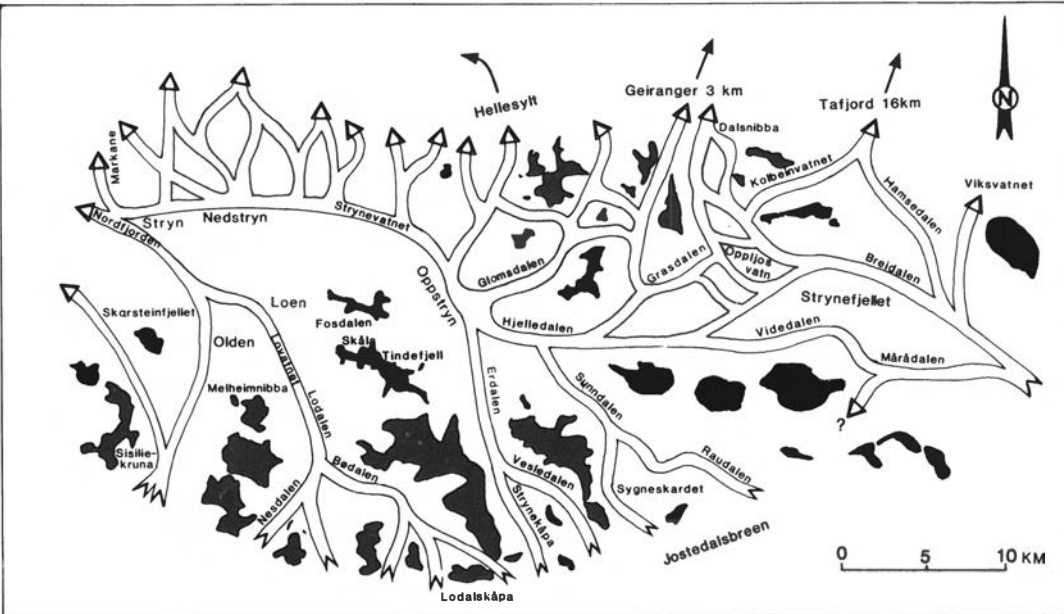 Hellesylt
Geiranger 3 km
Tafjord 16km
N
Markane
Dalsnibba
Kolbeinvatnet
Hamsedalen
Viksvatnet
Nordfjorden
Stryn
Nedstryn
Strynevatnet
Oppstryn
Glomsdalen
Grasdalen
Oppljos
vatn
Breidalen
Strynefjellet
Skarsteinfjellet
Olden
Loen
Fosdalen
Skåla
Tindefjell
Hjelledalen
Videdalen
Mårådalen
?
Melheimnibba
Lovatnet
Lodalen
Erdalen
Sunndalen
Raudalen
Sisilie-
kruna
Nesdalen
Bødalen
Vesledalen
Strynekåpa
Sygneskardet
Jostedalsbreen
Lodalskåpa
0 5 10 KM